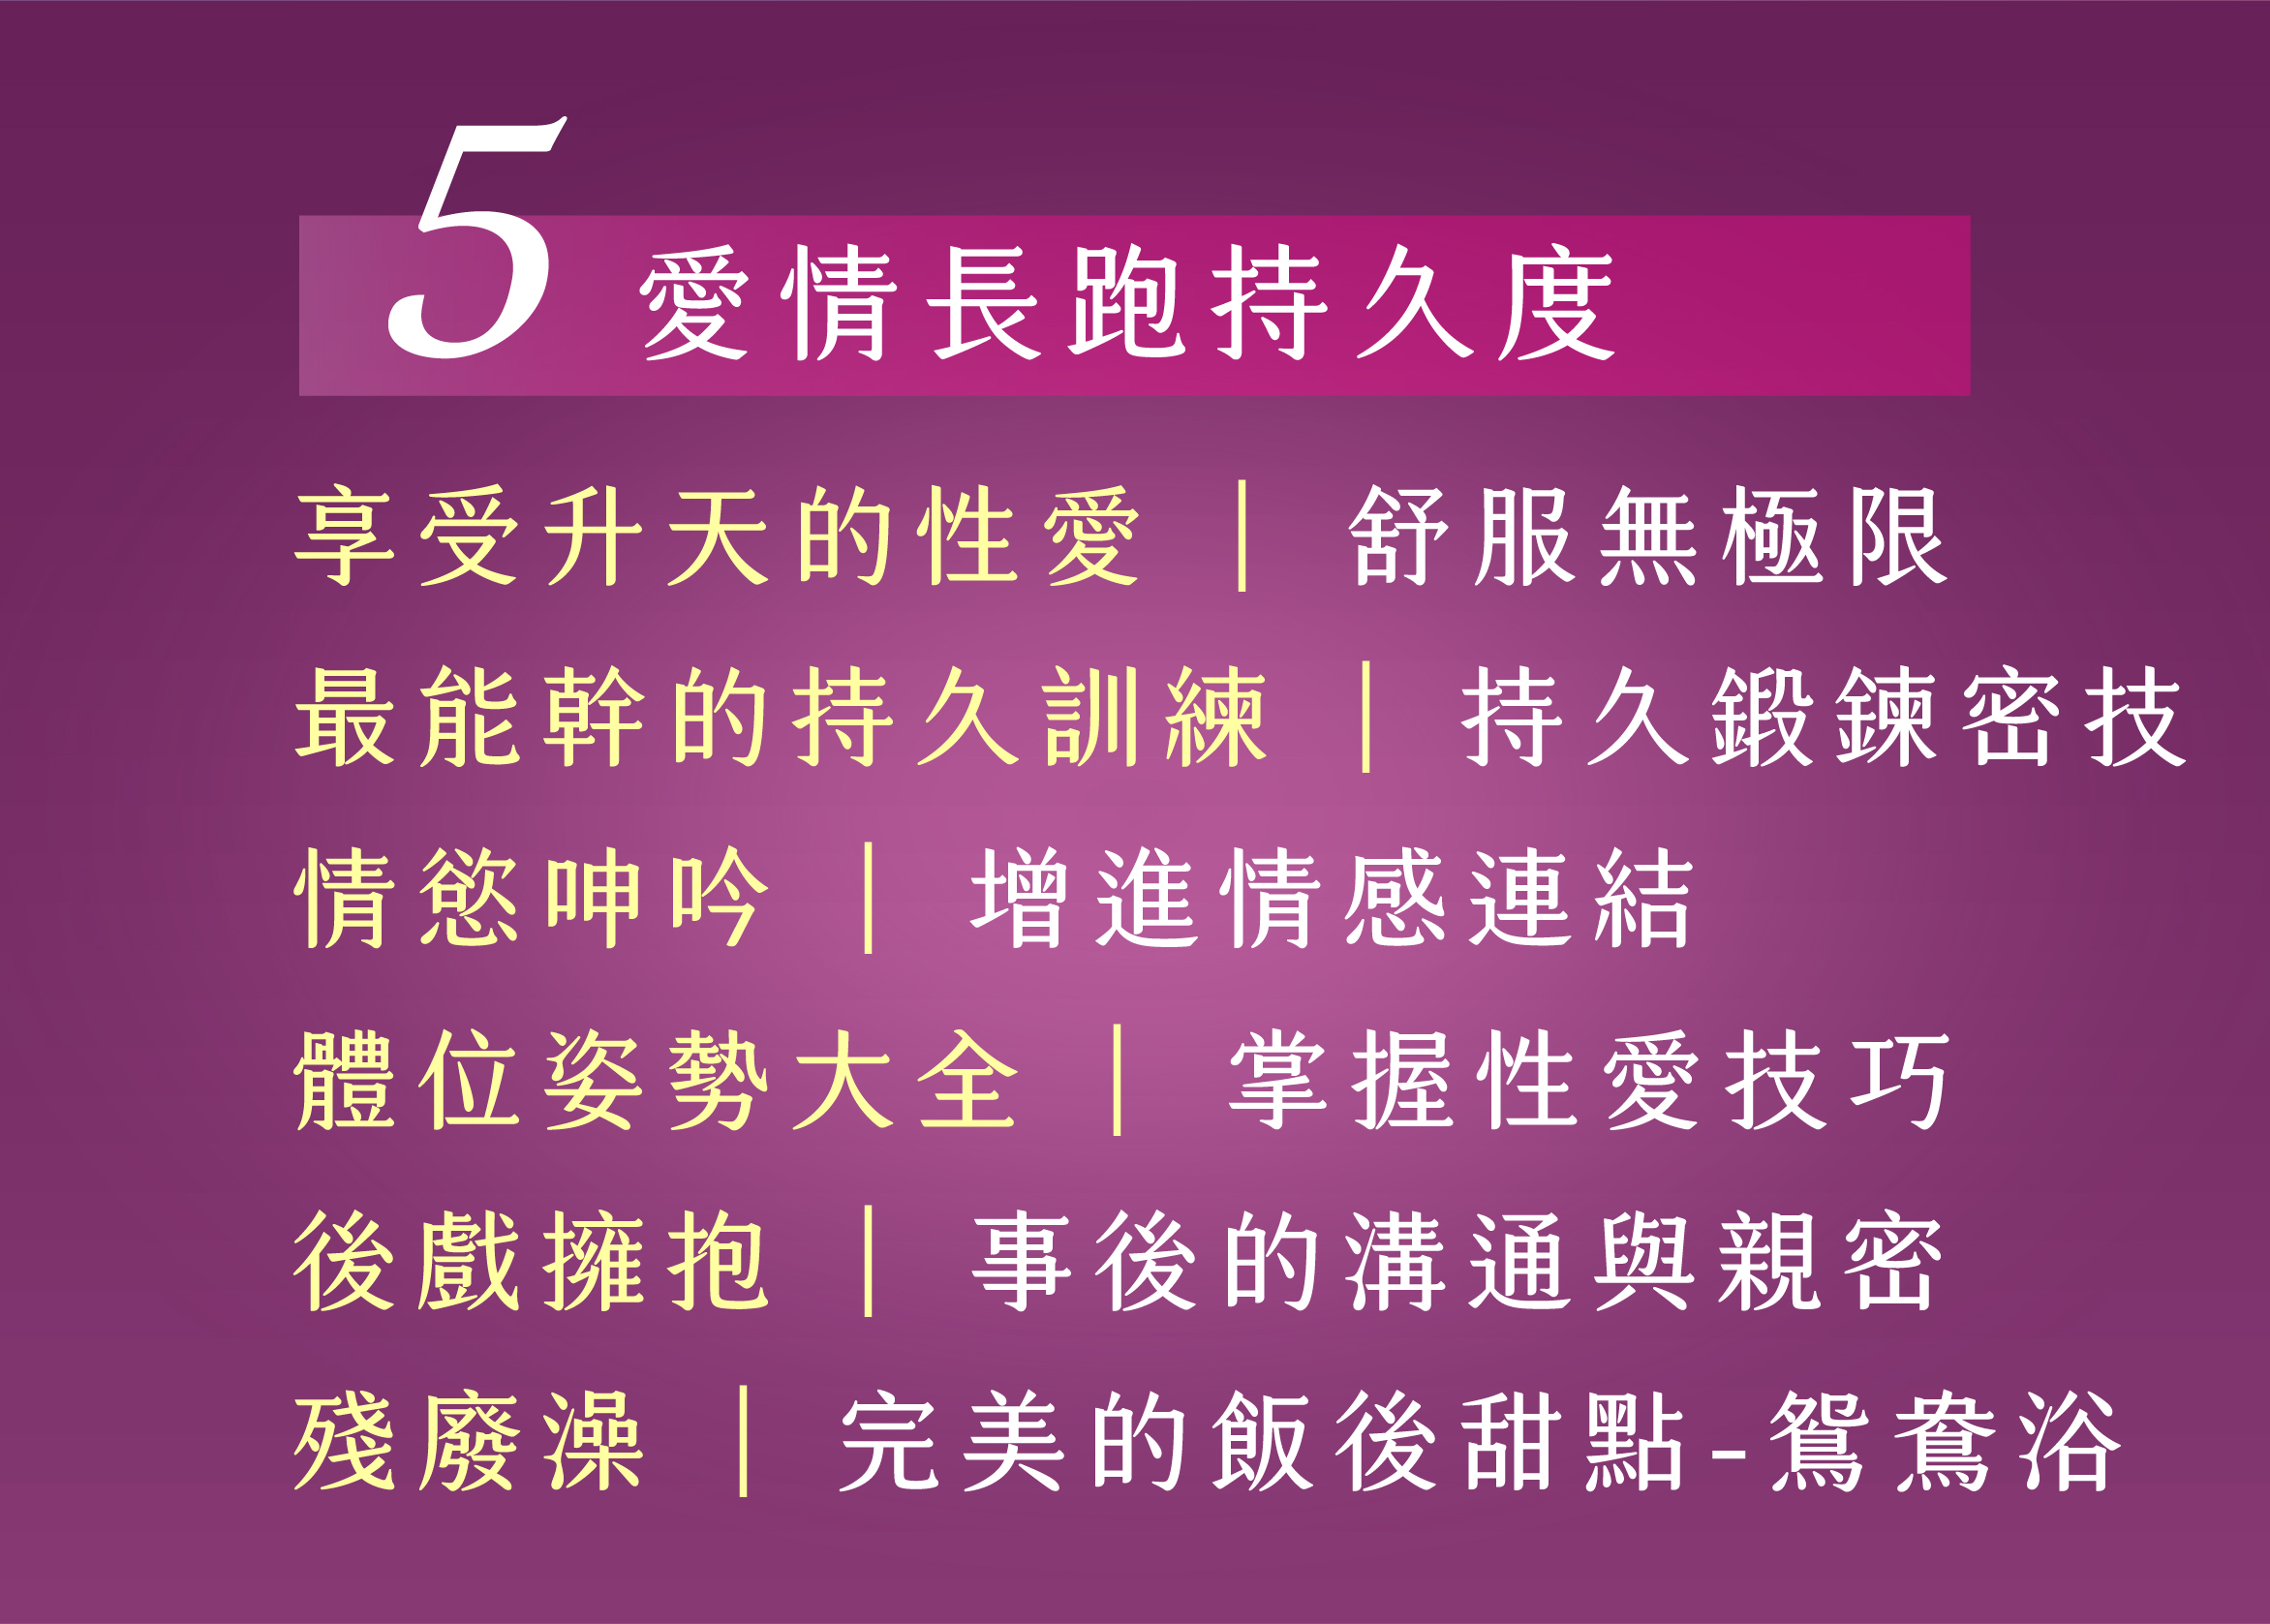 5 愛情長跑持久度
享受升天的性愛｜舒服無極限
最能幹的持久訓練｜持久鍛鍊密技
情慾呻吟｜增進情感連結
體位姿勢大全｜掌握性愛技巧
後戲擁抱｜事後的溝通與親密
殘廢澡｜完美的飯後甜點-鴛鴦浴